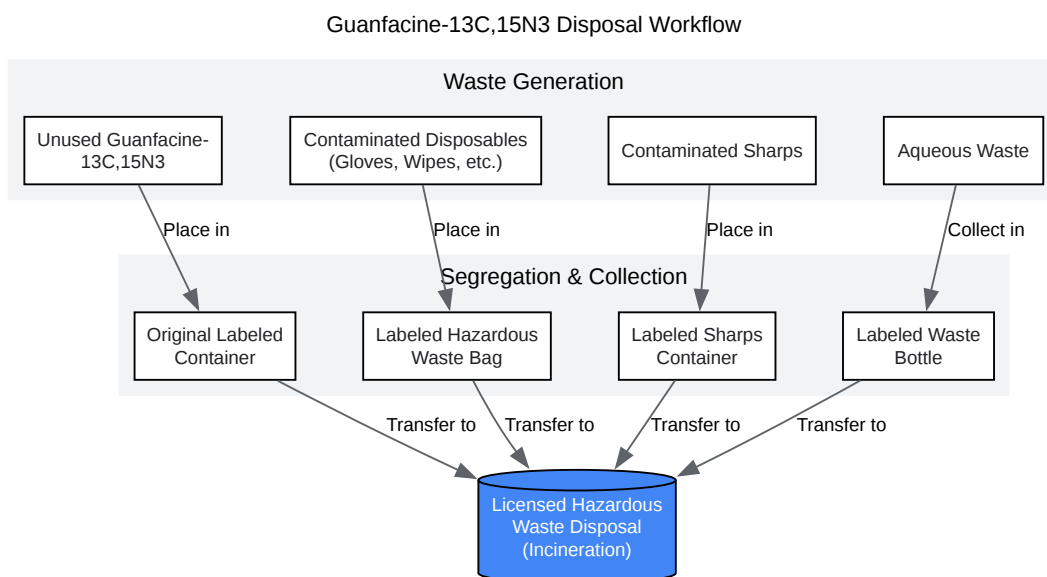 Guanfacine-13C,15N3 Disposal Workflow
Waste Generation
Unused Guanfacine-
13C,15N3
Contaminated Disposables
(Gloves, Wipes, etc.)
Contaminated Sharps
Aqueous Waste
Place in
Place in
Place in
Collect in
Segregation & Collection
Original Labeled
Container
Labeled Hazardous
Waste Bag
Labeled Sharps
Container
Labeled Waste
Bottle
Transfer to
Transfer to
Transfer to
Transfer to
Licensed Hazardous
Waste Disposal
(Incineration)